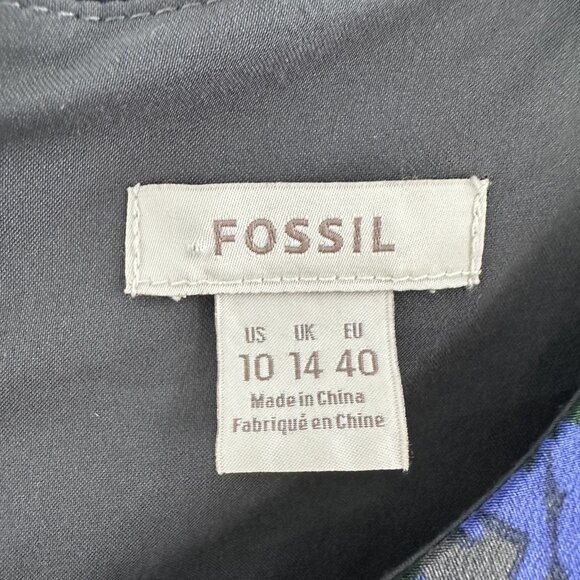 FOSSIL
US UK EU
10 14 40
Made in China
Fabriqué en Chine